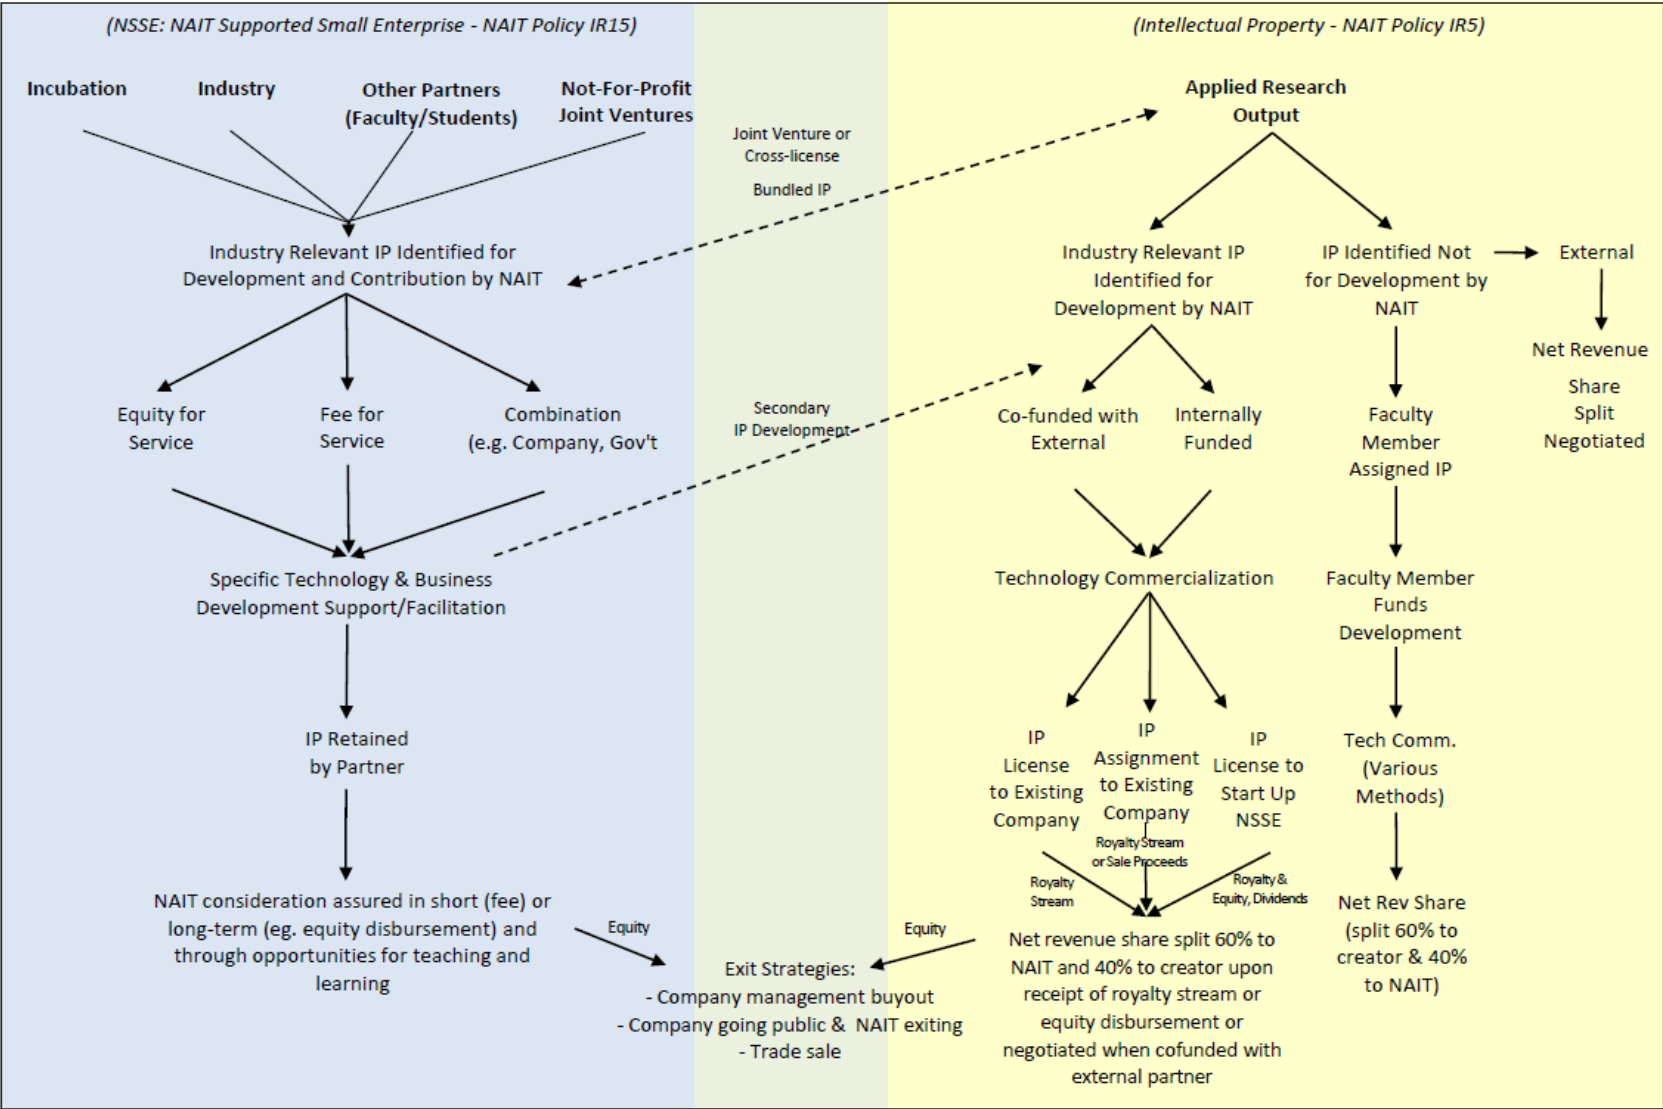 (NSSE: NAIT Supported Small Enterprise - NAIT Policy IR15)
Incubation
Industry
Other Partners
(Faculty/Students)
Not-For-Profit
Joint Ventures
Industry Relevant IP Identified for
Development and Contribution by NAIT
Equity for
Service
Fee for
Service
Combination
(e.g. Company, Gov't
Specific Technology & Business
Development Support/Facilitation
IP Retained
by Partner
NAIT consideration assured in short (fee) or
long-term (eg. equity disbursement) and
through opportunities for teaching and
learning
Joint Venture or
Cross-license
Bundled IP
Secondary
IP Development
Equity
Equity
Exit Strategies:
- Company management buyout
- Company going public & NAIT exiting
- Trade sale
(Intellectual Property - NAIT Policy IR5)
Applied Research
Output
Industry Relevant IP
Identified for
Development by NAIT
IP Identified Not
for Development by
NAIT
External
Net Revenue
Share
Split
Negotiated
Co-funded with
External
Internally
Funded
Faculty
Member
Assigned IP
Technology Commercialization
Faculty Member
Funds
Development
IP
License
to Existing
Company
IP
Assignment
to Existing
Company
IP
License to
Start Up
NSSE
Tech Comm.
(Various
Methods)
Royalty Stream
or Sale Proceeds
Royalty
Stream
Royalty &
Equity, Dividends
Net revenue share split 60% to
NAIT and 40% to creator upon
receipt of royalty stream or
equity disbursement or
negotiated when cofunded with
external partner
Net Rev Share
(split 60% to
creator & 40%
to NAIT)